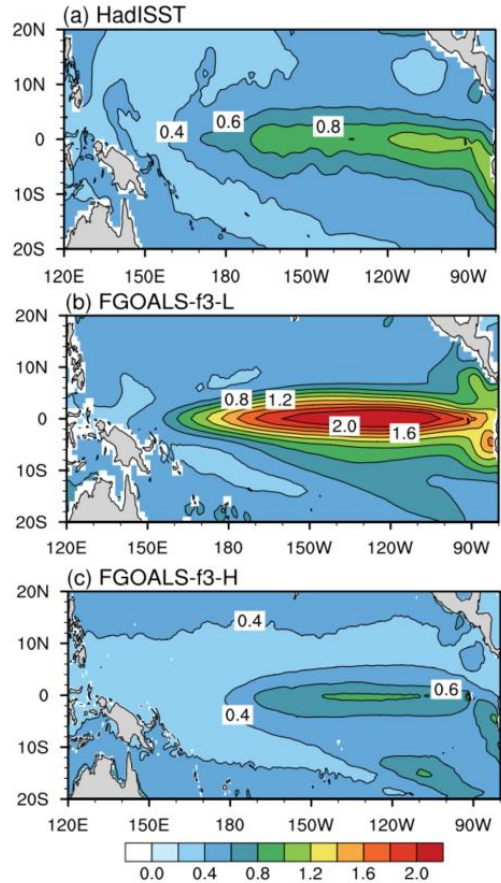 (a) HadISST
20N
10N
0
10S
20S
0.4
0.6
0.8
120E 150E 180 150W 120W 90W
(b) FGOALS-f3-L
20N
10N
0
10S
20S
0.8
1.2
2.0
1.6
120E 150E 180 150W 120W 90W
(c) FGOALS-f3-H
20N
10N
0
10S
20S
0.4
0.6
0.4
120E 150E 180 150W 120W 90W
0.0 0.4 0.8 1.2 1.6 2.0